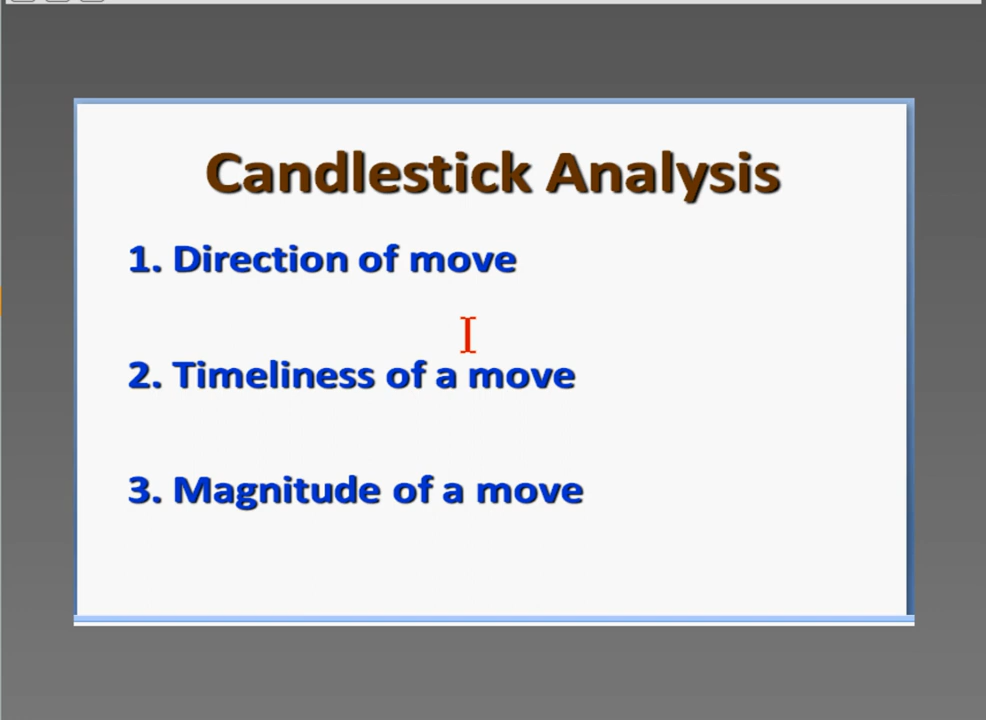 Candlestick Analysis
1. Direction of move
2. Timeliness of a move
3. Magnitude of a move